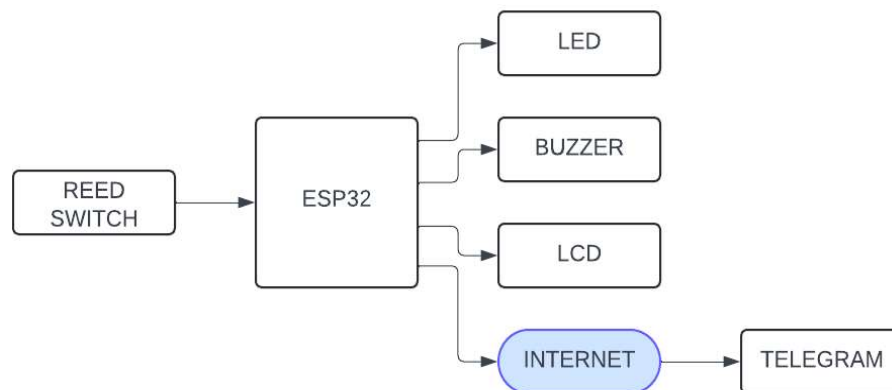 LED
BUZZER
REED
SWITCH
ESP32
LCD
INTERNET
TELEGRAM